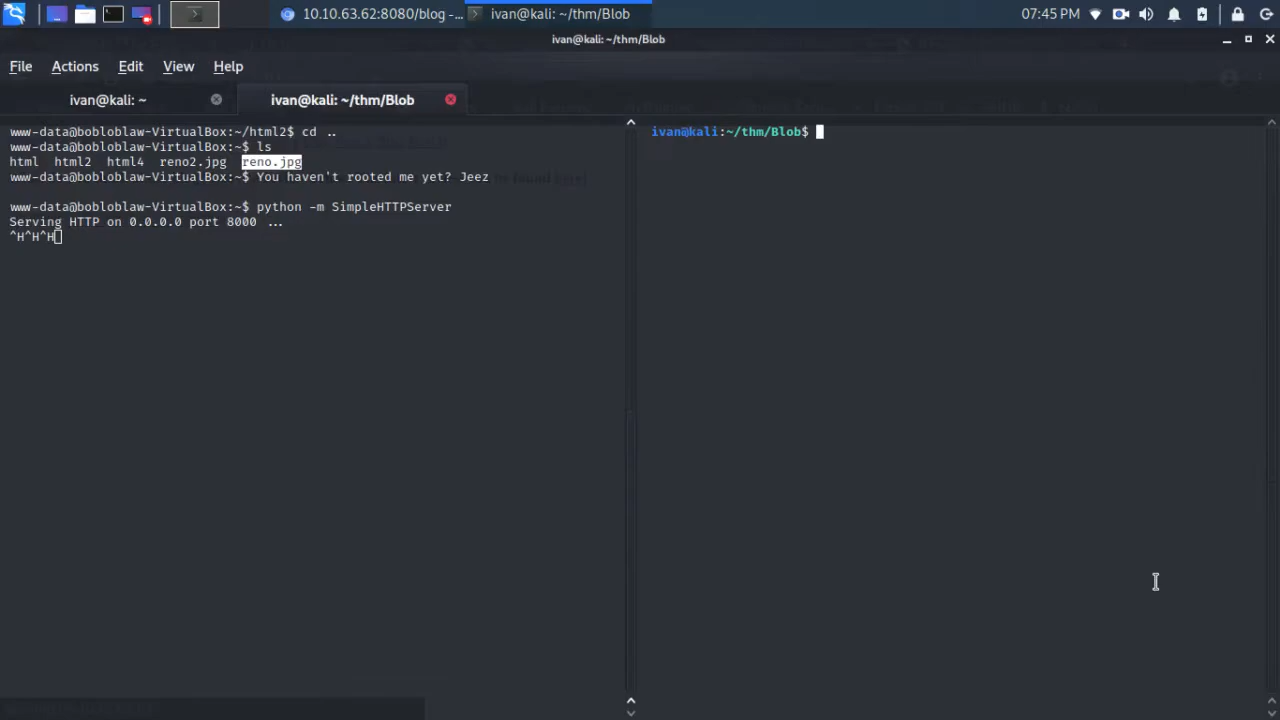 10.10.63.62:8080/blog -...
ivan@kali: ~/thm/Blob
07:45 PM
ivan@kali: ~/thm/Blob
File Actions Edit View Help
ivan@kali: ~
ivan@kali: ~/thm/Blob
www-data@bobloblaw-VirtualBox:~/html2$ cd ..
www-data@bobloblaw-VirtualBox:~$ ls
html html2 html4 reno2.jpg reno.jpg
www-data@bobloblaw-VirtualBox:~$ You haven't rooted me yet? Jeez
www-data@bobloblaw-VirtualBox:~$ python -m SimpleHTTPServer
Serving HTTP on 0.0.0.0 port 8000 ...
^H^H^H
ivan@kali:~/thm/Blob$